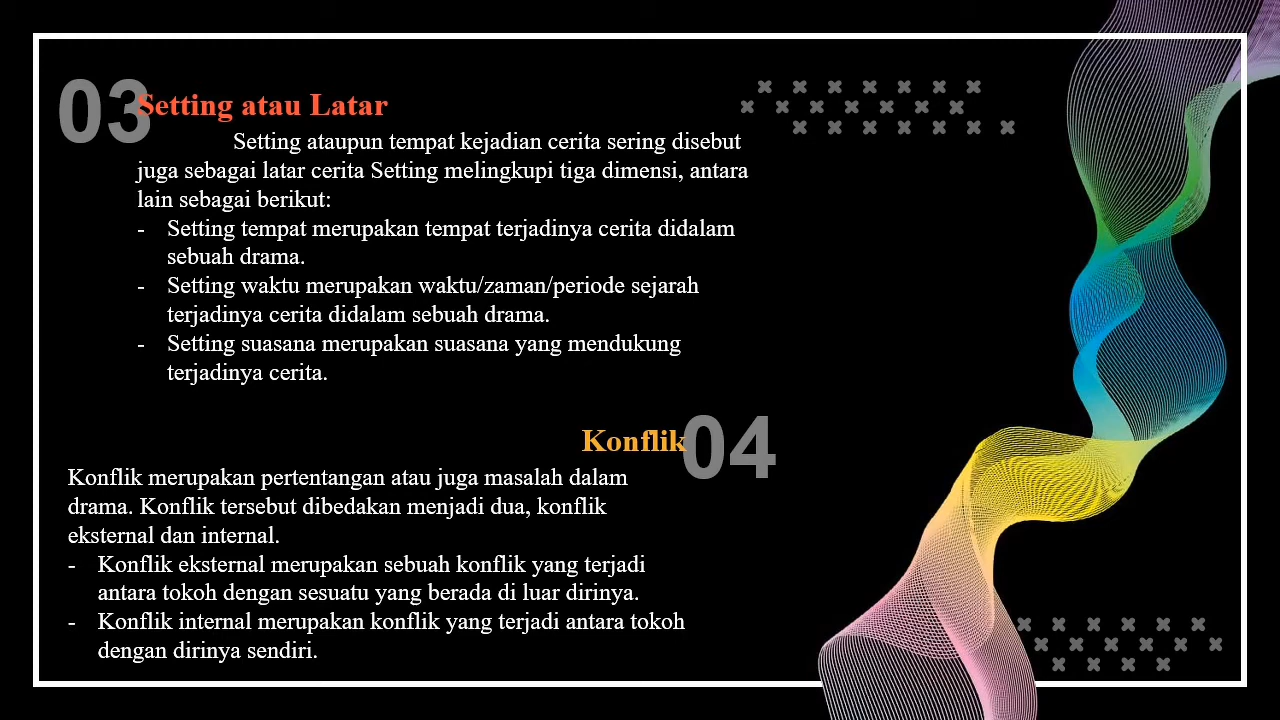 03
Setting atau Latar
Setting ataupun tempat kejadian cerita sering disebut
juga sebagai latar cerita Setting melingkupi tiga dimensi, antara
lain sebagai berikut:
- Setting tempat merupakan tempat terjadinya cerita didalam
sebuah drama.
- Setting waktu merupakan waktu/zaman/periode sejarah
terjadinya cerita didalam sebuah drama.
- Setting suasana merupakan suasana yang mendukung
terjadinya cerita.
Konflik
04
Konflik merupakan pertentangan atau juga masalah dalam
drama. Konflik tersebut dibedakan menjadi dua, konflik
eksternal dan internal.
- Konflik eksternal merupakan sebuah konflik yang terjadi
antara tokoh dengan sesuatu yang berada di luar dirinya.
- Konflik internal merupakan konflik yang terjadi antara tokoh
dengan dirinya sendiri.